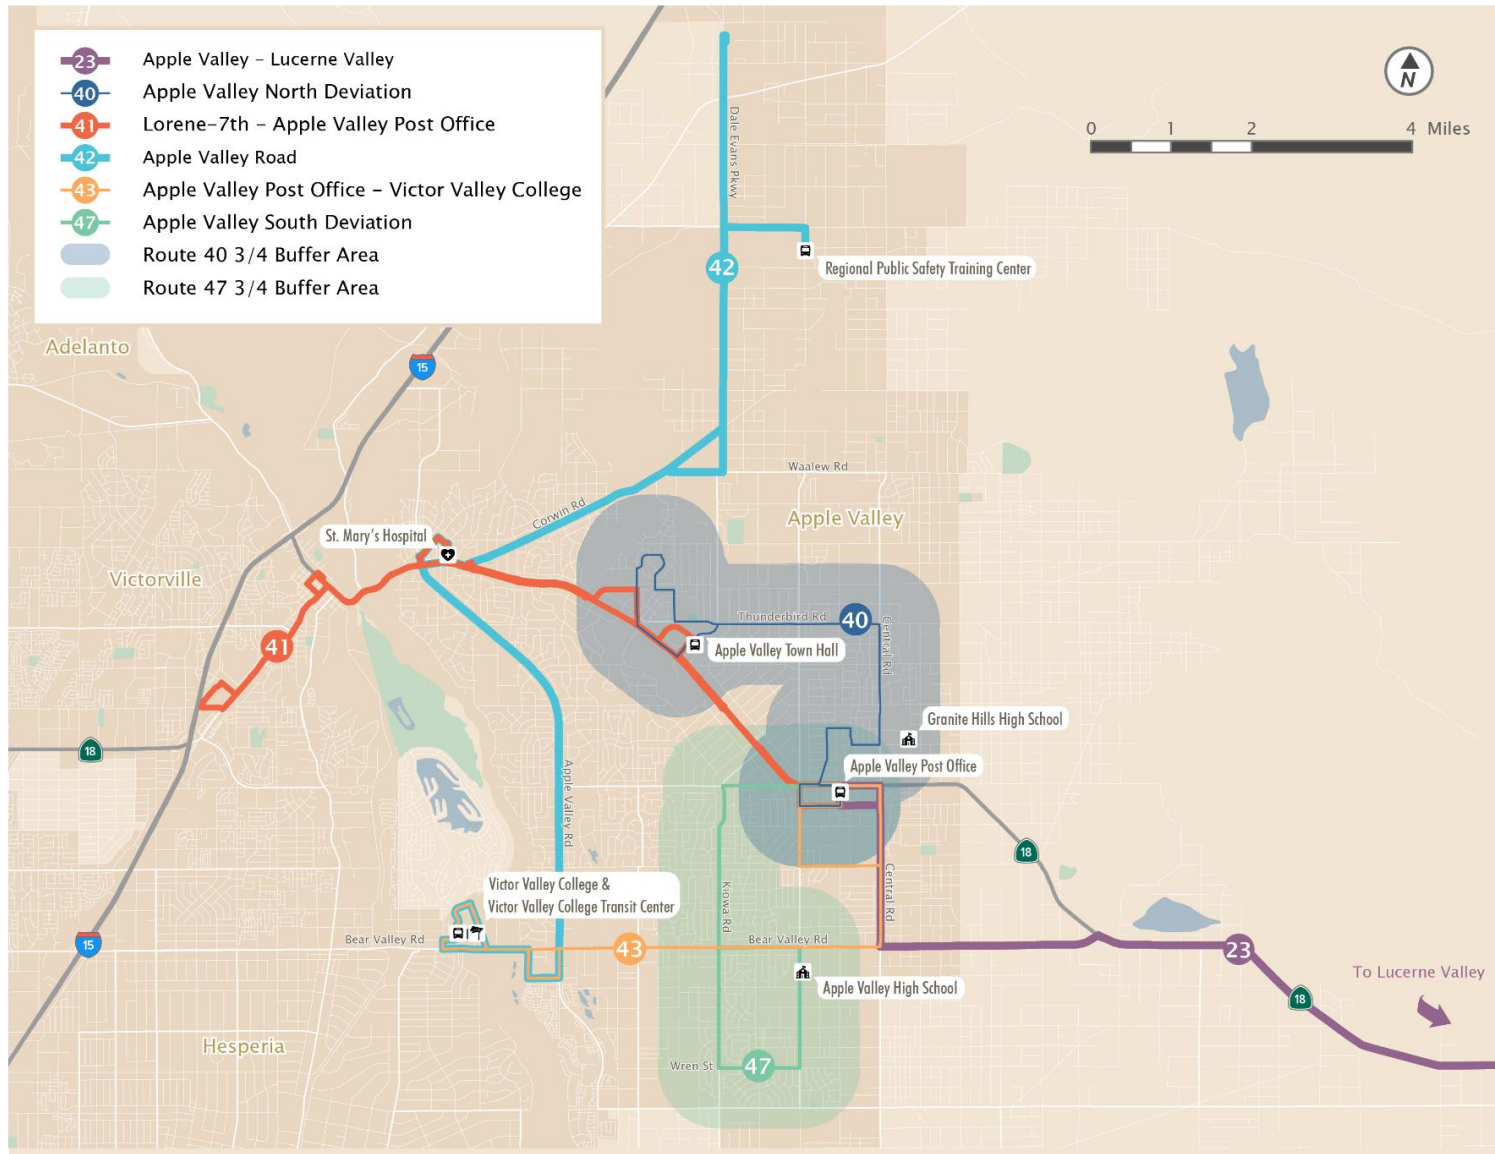 23 Apple Valley – Lucerne Valley
40 Apple Valley North Deviation
41 Lorene-7th – Apple Valley Post Office
42 Apple Valley Road
43 Apple Valley Post Office – Victor Valley College
47 Apple Valley South Deviation
Route 40 3/4 Buffer Area
Route 47 3/4 Buffer Area
N
0 1 2 4 Miles
Dale Evans Pkwy
42
Regional Public Safety Training Center
Adelanto
15
Waalew Rd
Corwin Rd
Apple Valley
St. Mary's Hospital
Victorville
Thunderbird Rd
40
Central Rd
41
Apple Valley Town Hall
Granite Hills High School
18
Apple Valley Post Office
Apple Valley Rd
18
Victor Valley College &
Victor Valley College Transit Center
Kiowa Rd
Central Rd
Bear Valley Rd
15
43
Bear Valley Rd
23
To Lucerne Valley
Apple Valley High School
18
Hesperia
Wren St
47